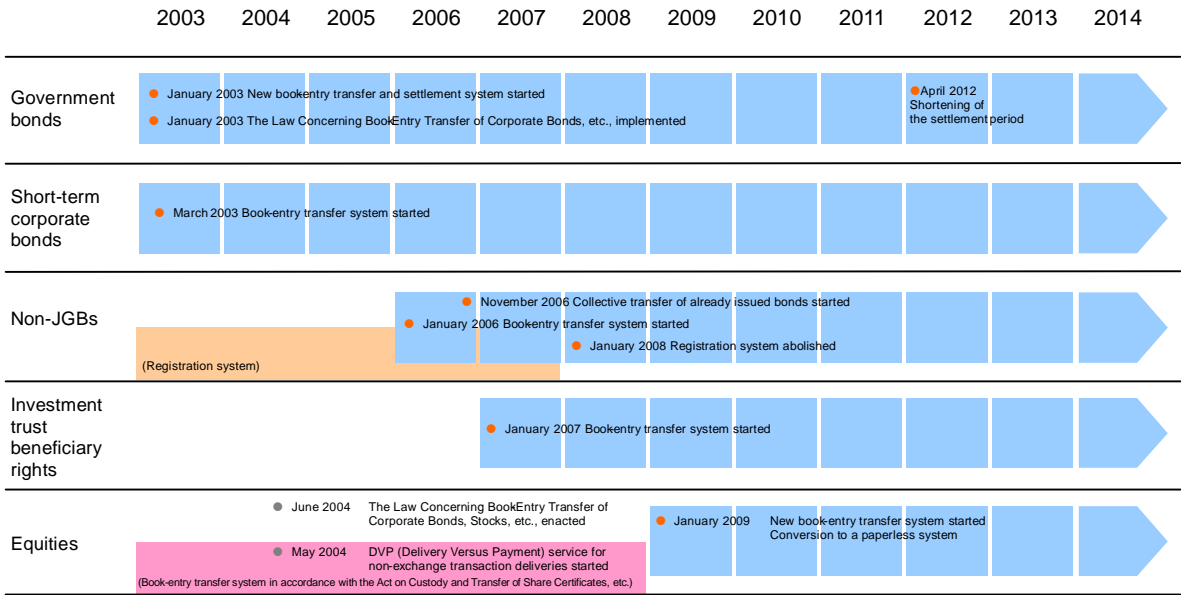 2003 2004 2005 2006 2007 2008 2009 2010 2011 2012 2013 2014
Government
bonds
January 2003 New book-entry transfer and settlement system started
January 2003 The Law Concerning Book-Entry Transfer of Corporate Bonds, etc., implemented
April 2012
Shortening of
the settlement period
Short-term
corporate
bonds
March 2003 Book-entry transfer system started
Non-JGBs
November 2006 Collective transfer of already issued bonds started
January 2006 Book-entry transfer system started
January 2008 Registration system abolished
(Registration system)
Investment
trust
beneficiary
rights
January 2007 Book-entry transfer system started
Equities
June 2004 The Law Concerning Book-Entry Transfer of
Corporate Bonds, Stocks, etc., enacted
May 2004 DVP (Delivery Versus Payment) service for
non-exchange transaction deliveries started
(Book-entry transfer system in accordance with the Act on Custody and Transfer of Share Certificates, etc.)
January 2009 New book-entry transfer system started
Conversion to a paperless system